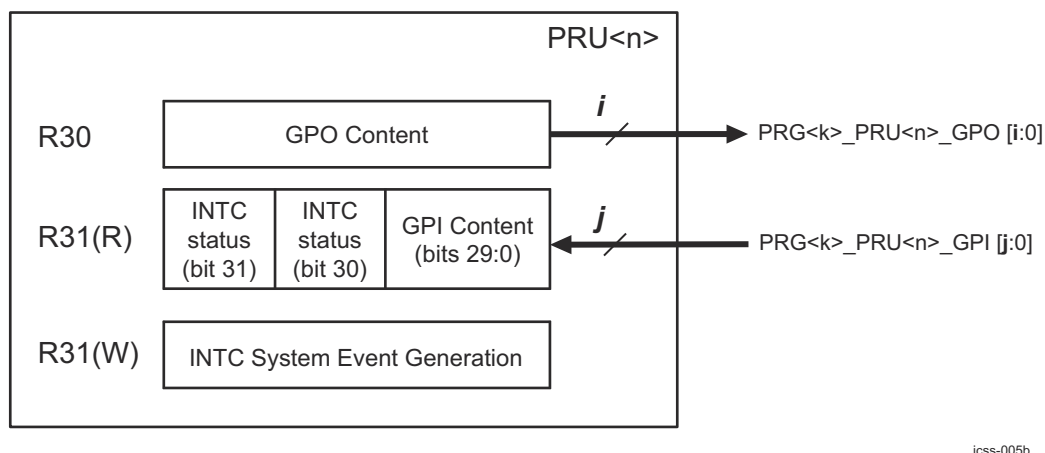 PRU<n>
R30
GPO Content
i
PRG<k>_PRU<n>_GPO [i:0]
R31(R)
INTC
status
(bit 31)
INTC
status
(bit 30)
GPI Content
(bits 29:0)
j
PRG<k>_PRU<n>_GPI [j:0]
R31(W)
INTC System Event Generation
icss-005b